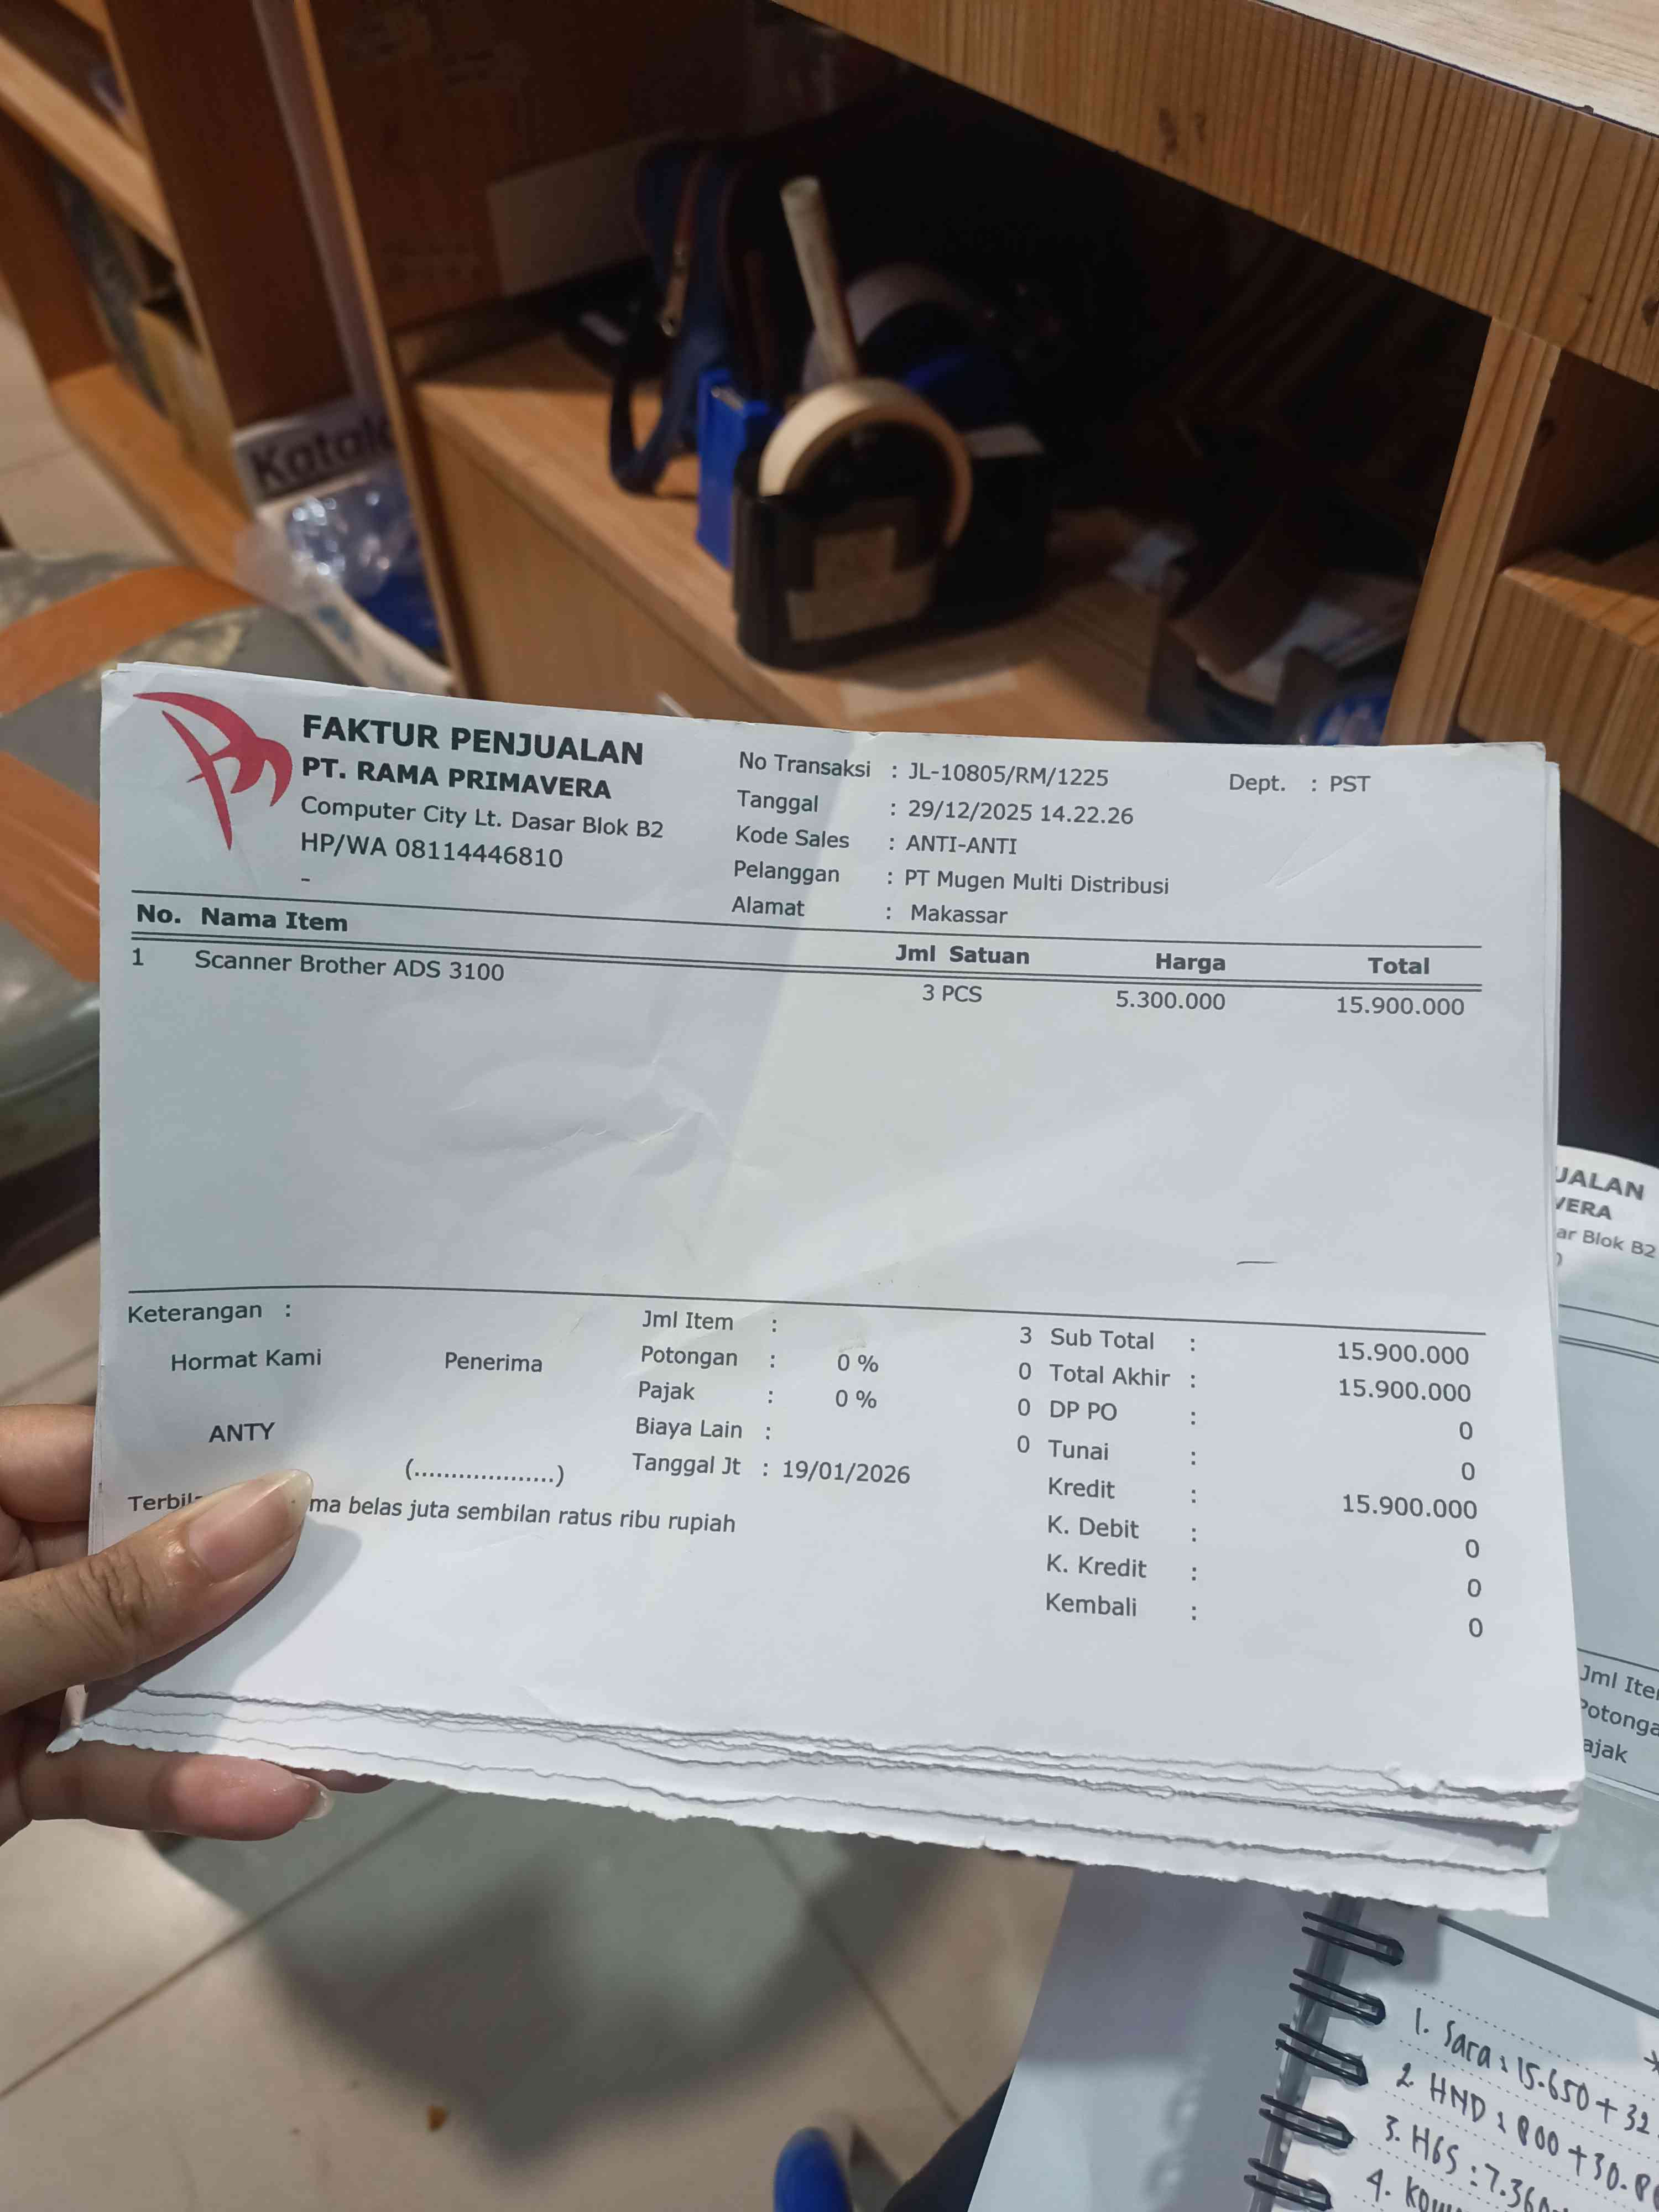 Katal
FAKTUR PENJUALAN
PT. RAMA PRIMAVERA
Computer City Lt. Dasar Blok B2
HP/WA 08114446810
-
No Transaksi : JL-10805/RM/1225
Dept. : PST
Tanggal : 29/12/2025 14.22.26
Kode Sales : ANTI-ANTI
Pelanggan : PT Mugen Multi Distribusi
Alamat : Makassar
No. Nama Item Jml Satuan Harga Total
1 Scanner Brother ADS 3100 3 PCS 5.300.000 15.900.000
Keterangan :
Hormat Kami
Penerima
ANTY
(...................)
Jml Item : 3
Potongan : 0 % 0
Pajak : 0 % 0
Biaya Lain : 0
Tanggal Jt : 19/01/2026
Sub Total : 15.900.000
Total Akhir : 15.900.000
DP PO : 0
Tunai : 0
Kredit : 15.900.000
K. Debit : 0
K. Kredit : 0
Kembali : 0
Terbil ma belas juta sembilan ratus ribu rupiah
JALAN
VERA
ar Blok B2
Jml Ite
Potonga
ajak
1. Sara : 15.650 + 32
2. HND : 800 + 30.
3. H6S : 7.360
4.